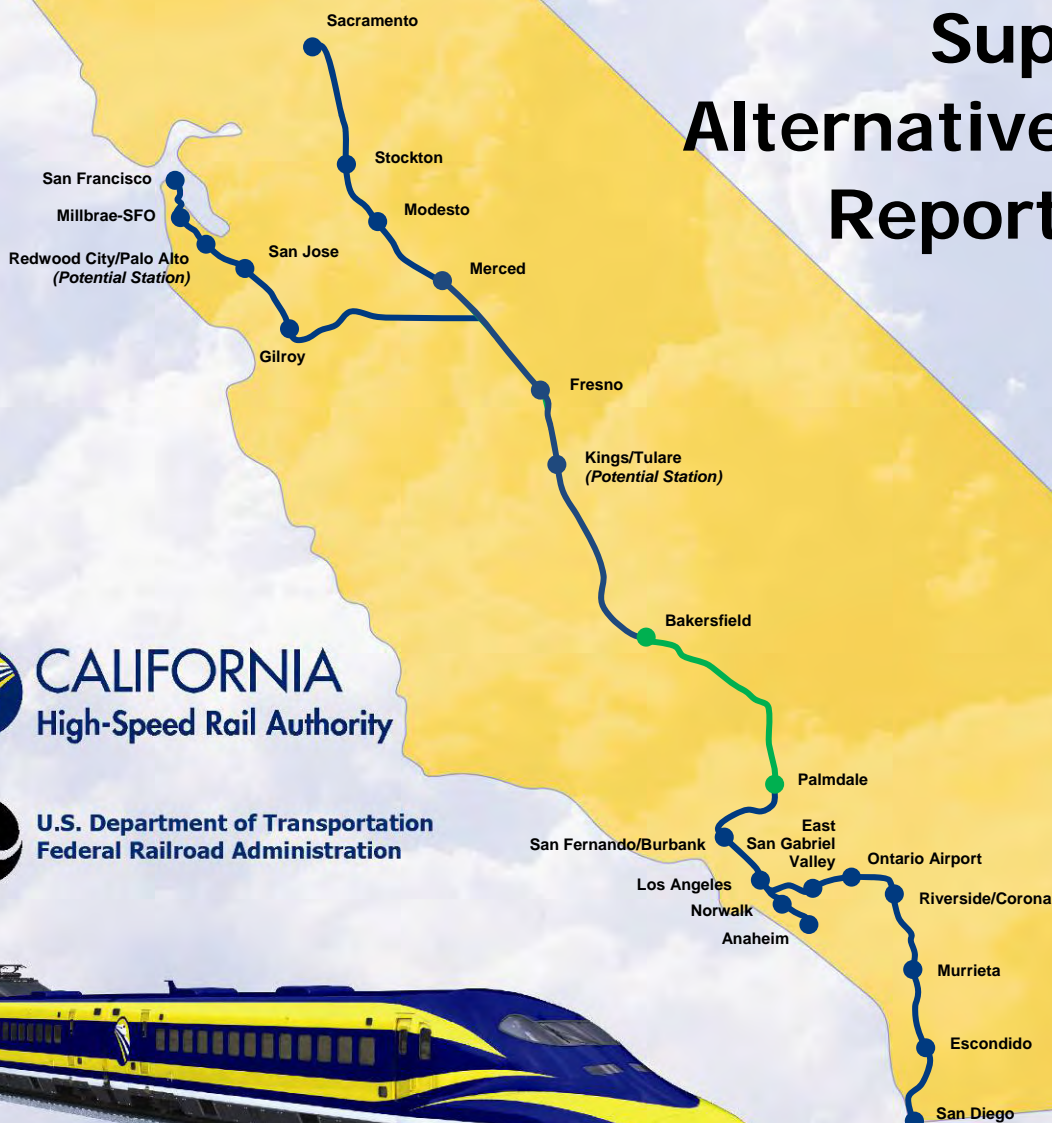 Sup
Alternative
Report
Sacramento
Stockton
San Francisco
Modesto
Millbrae-SFO
San Jose
Redwood City/Palo Alto
(Potential Station)
Merced
Gilroy
Fresno
Kings/Tulare
(Potential Station)
Bakersfield
CALIFORNIA
High-Speed Rail Authority
Palmdale
U.S. Department of Transportation
Federal Railroad Administration
San Fernando/Burbank
East
San Gabriel
Valley
Ontario Airport
Los Angeles
Riverside/Corona
Norwalk
Anaheim
Murrieta
Escondido
San Diego